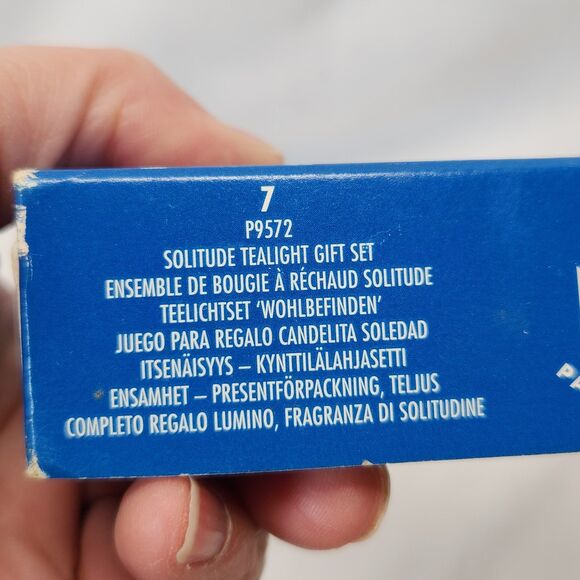 7
P9572
SOLITUDE TEALIGHT GIFT SET
ENSEMBLE DE BOUGIE À RÉCHAUD SOLITUDE
TEELICHTSET ‘WOHLBEFINDEN’
JUEGO PARA REGALO CANDELITA SOLEDAD
ITSENÄISYYS – KYNTTILÄLAHJASETTI
ENSAMHET – PRESENTFÖRPACKNING, TELJUS
COMPLETO REGALO LUMINO, FRAGRANZA DI SOLITUDINE